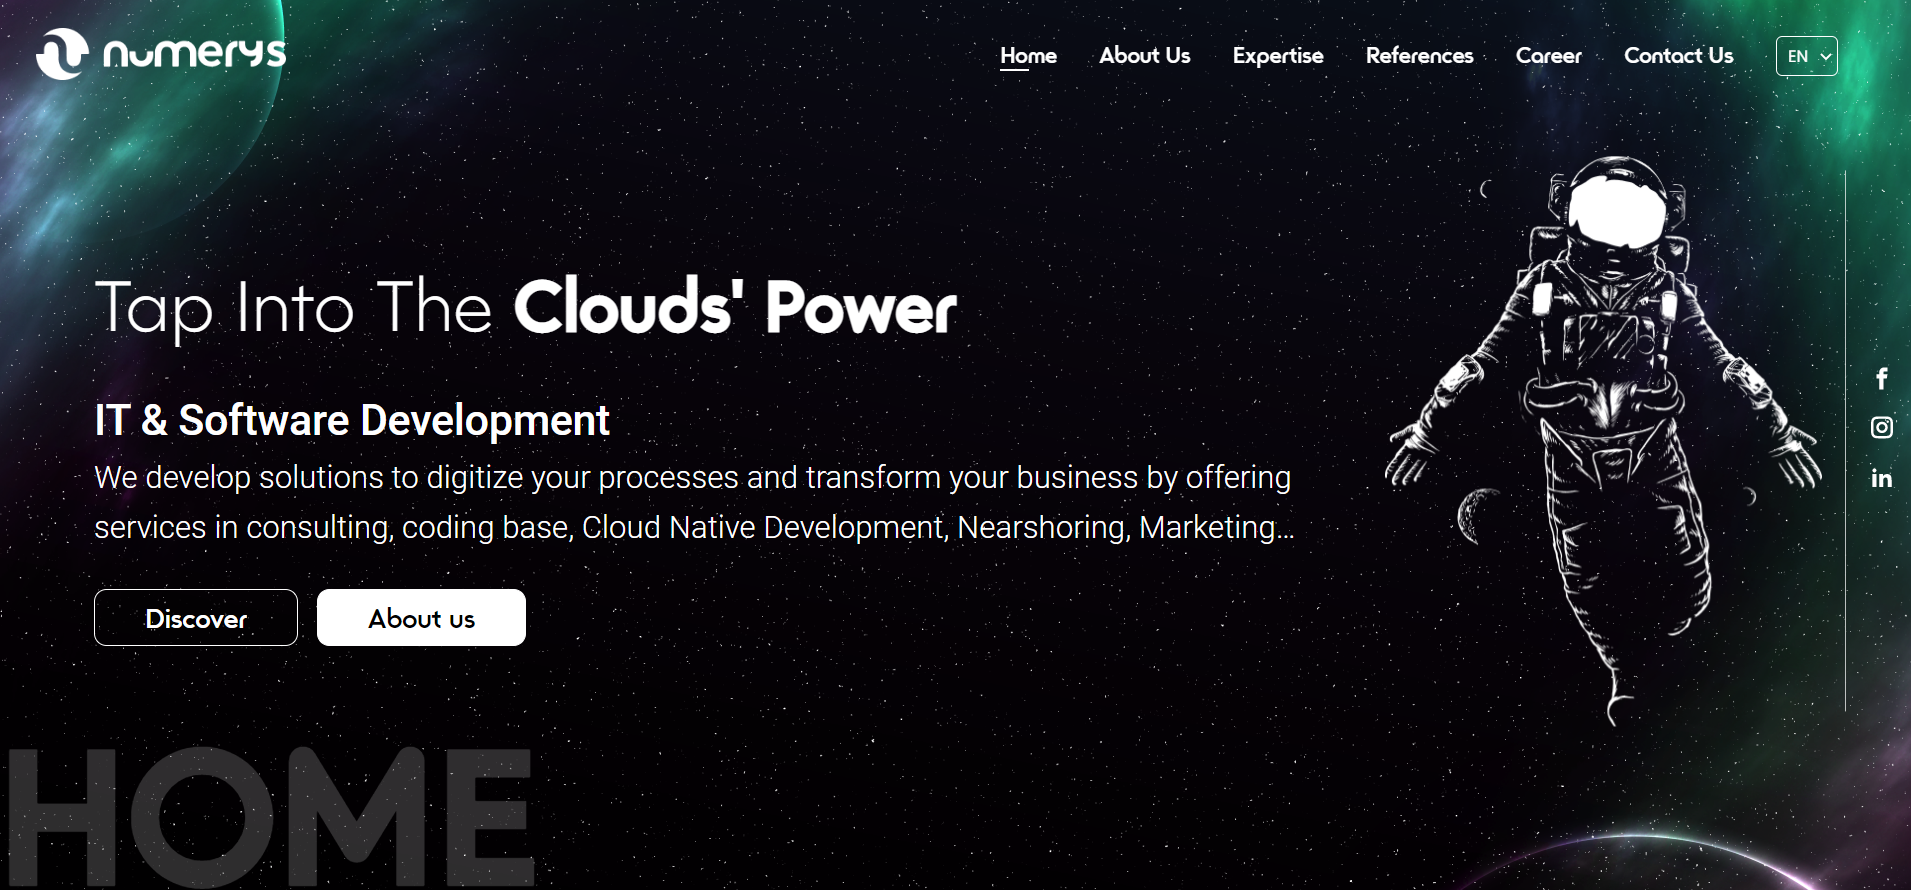 numerys
Home About Us Expertise References Career Contact Us EN
Tap Into The Clouds' Power
IT & Software Development
We develop solutions to digitize your processes and transform your business by offering
services in consulting, coding base, Cloud Native Development, Nearshoring, Marketing...
Discover About us
HOME